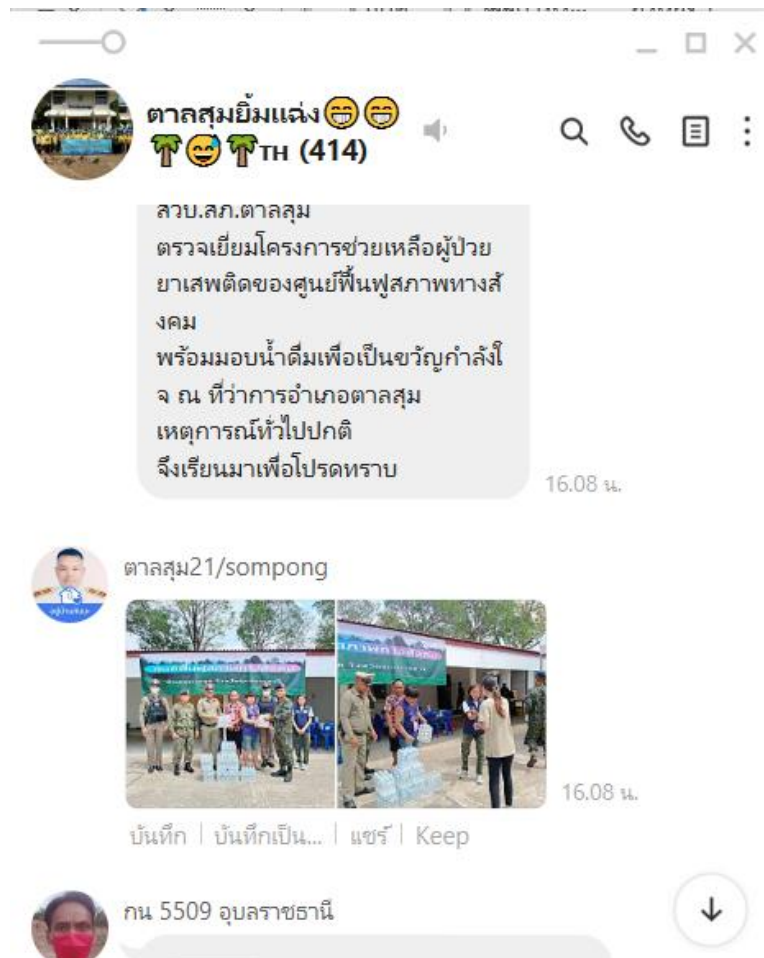 ตาลสุมยิ้มแฉ่ง😁😁
🌴😅🌴TH (414)
สวป.สภ.ตาลสุม
ตรวจเยี่ยมโครงการช่วยเหลือผู้ป่วย
ยาเสพติดของศูนย์ฟื้นฟูสภาพทางสั
งคม
พร้อมมอบน้ำดื่มเพื่อเป็นขวัญกำลังใ
จ ณ ที่ว่าการอำเภอตาลสุม
เหตุการณ์ทั่วไปปกติ
จึงเรียนมาเพื่อโปรดทราบ
16.08 น.
ตาลสุม21/sompong
16.08 น.
บันทึก | บันทึกเป็น... | แชร์ | Keep
กน 5509 อุบลราชธานี